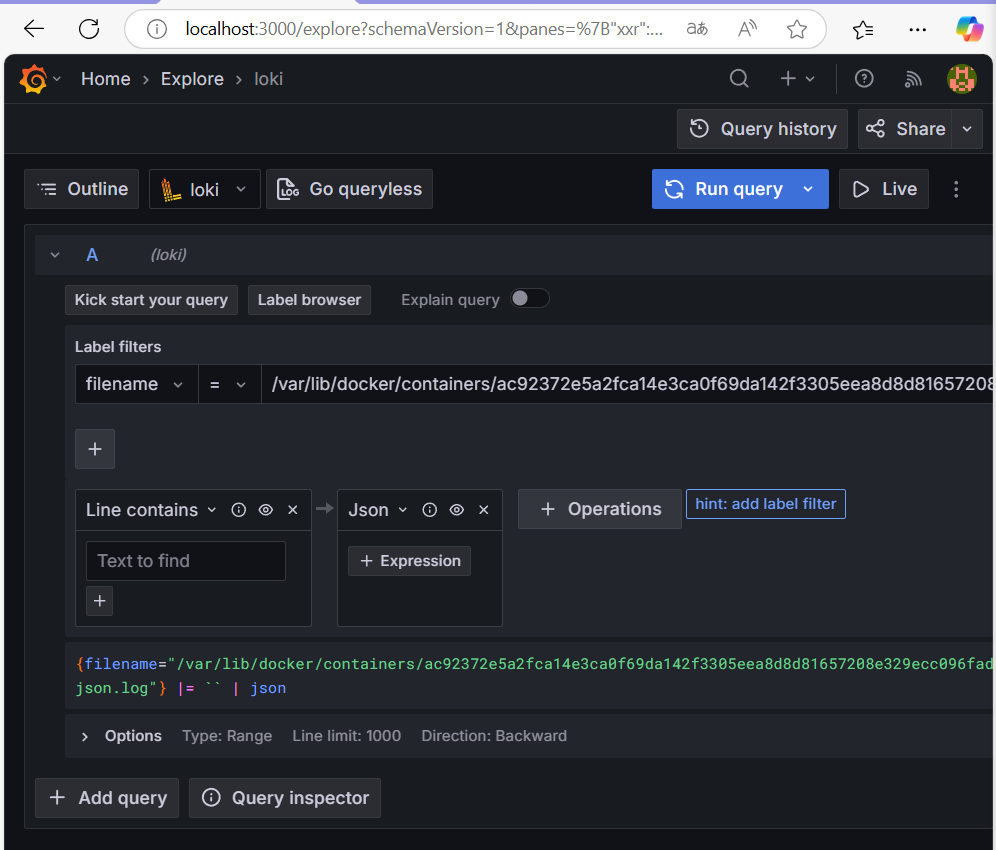 localhost:3000/explore?schemaVersion=1&panes=%7B"xxr":...
Home > Explore > loki
Query history
Share
Outline
loki
LOG
Go queryless
Run query
Live
A (loki)
Kick start your query
Label browser
Explain query
Label filters
filename
=
/var/lib/docker/containers/ac92372e5a2fca14e3ca0f69da142f3305eea8d8d81657208
+
Line contains
Json
+ Operations
hint: add label filter
Text to find
+ Expression
+
{filename="/var/lib/docker/containers/ac92372e5a2fca14e3ca0f69da142f3305eea8d8d81657208e329ecc096fad
json.log"} |= `` | json
Options Type: Range Line limit: 1000 Direction: Backward
+ Add query
Query inspector